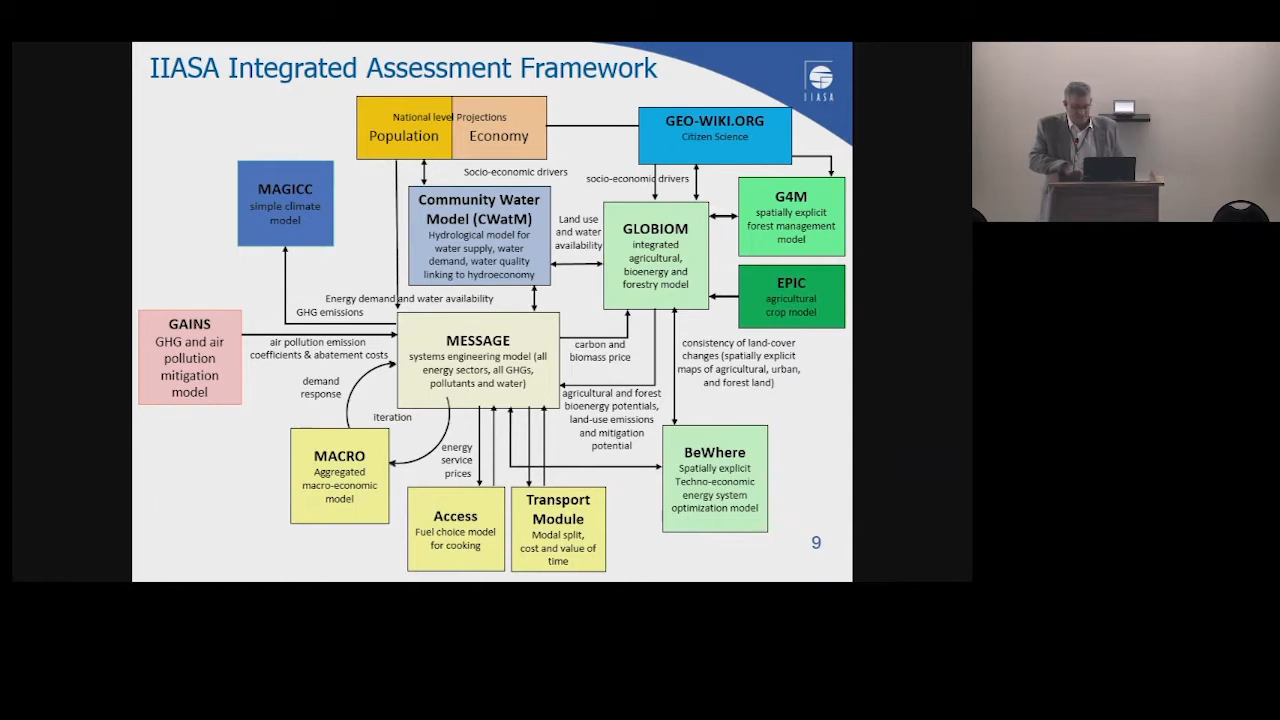 IIASA Integrated Assessment Framework
IIASA
National level Projections
Population
Economy
GEO-WIKI.ORG
Citizen Science
Socio-economic drivers
socio-economic drivers
MAGICC
simple climate
model
Community Water
Model (CWatM)
Hydrological model for
water supply, water
demand, water quality
linking to hydroeconomy
Land use
and water
availability
GLOBIOM
integrated
agricultural,
bioenergy and
forestry model
G4M
spatially explicit
forest management
model
EPIC
agricultural
crop model
Energy demand and water availability
GHG emissions
GAINS
GHG and air
pollution
mitigation
model
air pollution emission
coefficients & abatement costs
MESSAGE
systems engineering model (all
energy sectors, all GHGs,
pollutants and water)
carbon and
biomass price
consistency of land-cover
changes (spatially explicit
maps of agricultural, urban,
and forest land)
demand
response
iteration
agricultural and forest
bioenergy potentials,
land-use emissions
and mitigation
potential
MACRO
Aggregated
macro-economic
model
energy
service
prices
BeWhere
Spatially explicit
Techno-economic
energy system
optimization model
Access
Fuel choice model
for cooking
Transport
Module
Modal split,
cost and value of
time
9